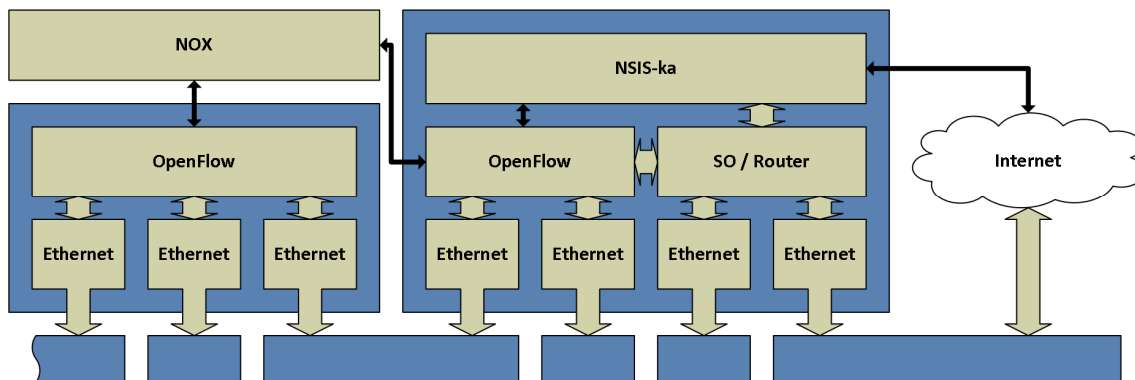 NOX
NSIS-ka
OpenFlow
OpenFlow
SO / Router
Internet
Ethernet
Ethernet
Ethernet
Ethernet
Ethernet
Ethernet
Ethernet